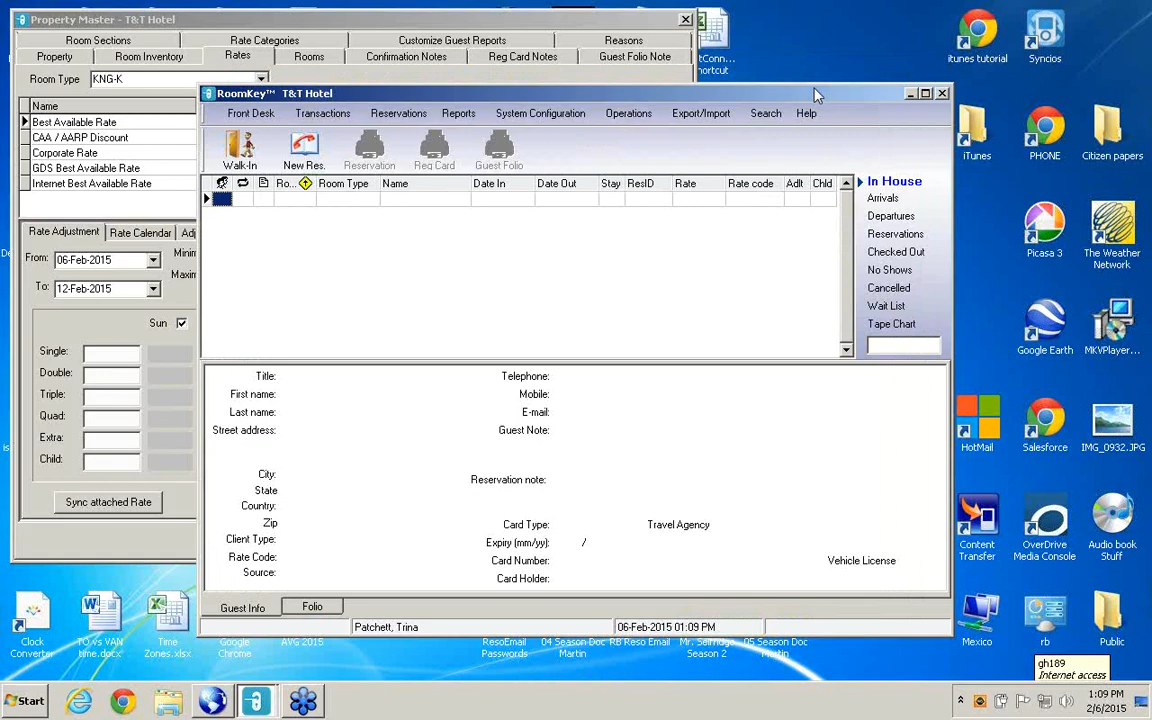 Property Master - T&T Hotel
Room Sections
Rate Categories
Customize Guest Reports
Reasons
Property
Room Inventory
Rates
Rooms
Confirmation Notes
Reg Card Notes
Guest Folio Note
Room Type
KNG-K
Name
Best Available Rate
CAA / AARP Discount
Corporate Rate
GDS Best Available Rate
Internet Best Available Rate
Rate Adjustment
Rate Calendar
From:
06-Feb-2015
To:
12-Feb-2015
Sun
Single:
Double:
Triple:
Quad:
Extra:
Child:
Sync attached Rate
RoomKey™ T&T Hotel
Front Desk
Transactions
Reservations
Reports
System Configuration
Operations
Export/Import
Search
Help
Walk-In
New Res.
Reservation
Reg Card
Guest Folio
Ro...
Room Type
Name
Date In
Date Out
Stay
ResID
Rate
Rate code
Adlt
Chld
In House
Arrivals
Departures
Reservations
Checked Out
No Shows
Cancelled
Wait List
Tape Chart
Title:
First name:
Last name:
Street address:
City:
State
Country:
Zip
Client Type:
Rate Code:
Source:
Telephone:
Mobile:
E-mail:
Guest Note:
Reservation note:
Card Type:
Travel Agency
Expiry (mm/yy):
/
Card Number:
Vehicle License
Card Holder:
Guest Info
Folio
Patchett, Trina
06-Feb-2015 01:09 PM
itunes tutorial
Syncios
iTunes
PHONE
Citizen papers
Picasa 3
The Weather
Network
Google Earth
MKVPlayer...
HotMail
Salesforce
IMG_0932.JPG
Content
Transfer
OverDrive
Media Console
Audio book
Stuff
Mexico
rb
Public
Clock
Converter
TO vs VAN
time.docx
Time
Zones.xlsx
Google
Chrome
AVG 2015
ResoEmail
Passwords
04 Season Doc
Martin
RB Reso Email
Mr. Selfridge
Season 2
05 Season Doc
Martin
gh189
Internet access
Start
1:09 PM
2/6/2015